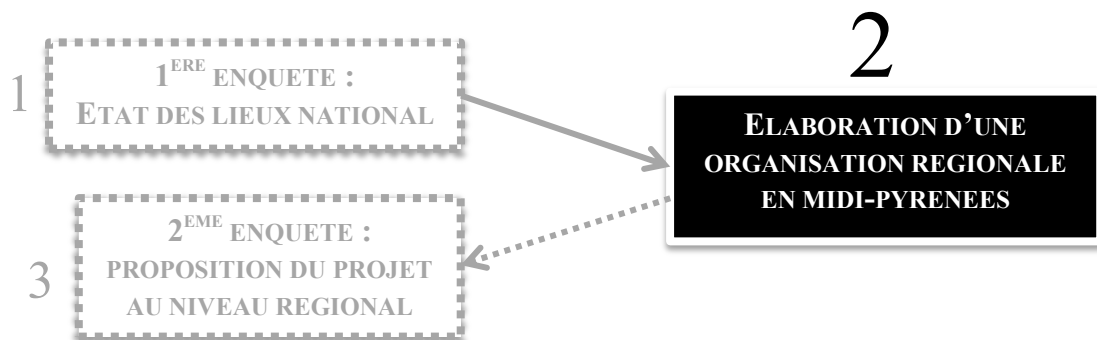 1
1ERE ENQUETE :
ETAT DES LIEUX NATIONAL
2
ELABORATION D’UNE
ORGANISATION REGIONALE
EN MIDI-PYRENEES
3
2EME ENQUETE :
PROPOSITION DU PROJET
AU NIVEAU REGIONAL